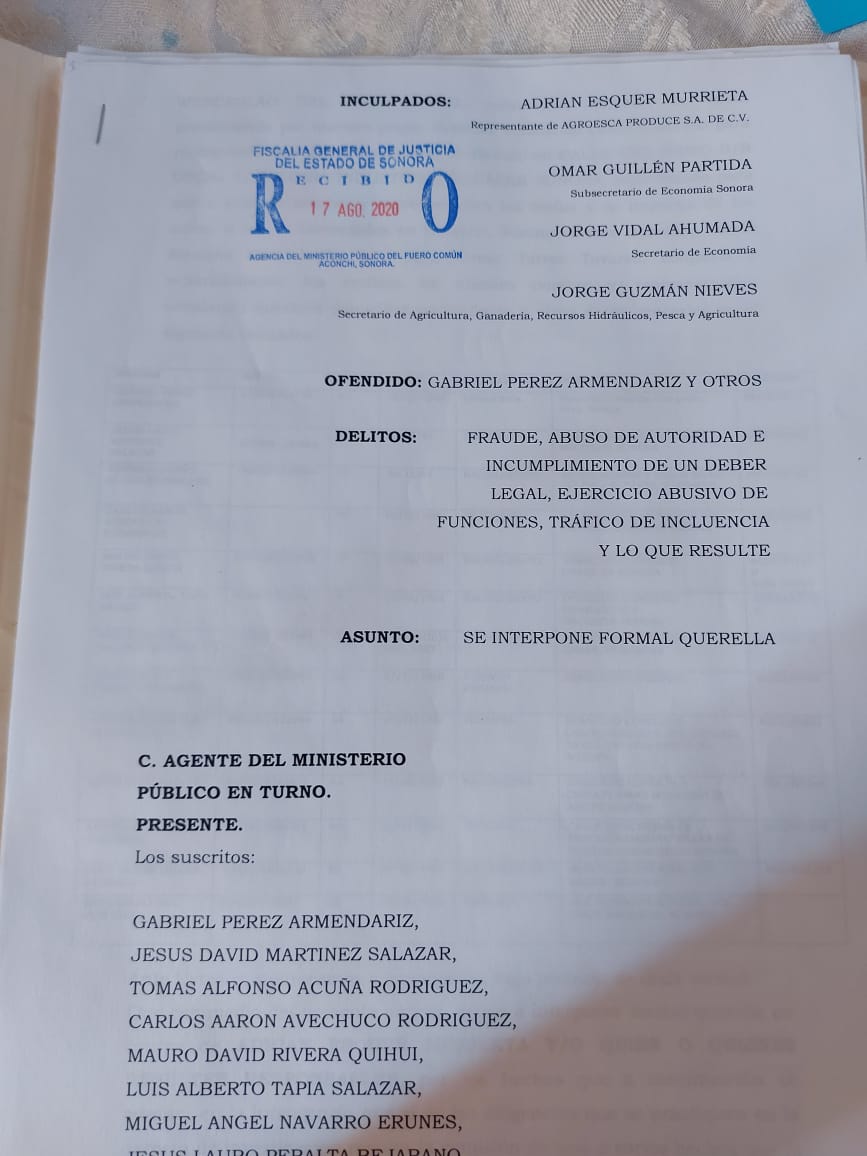 INCULPADOS: ADRIAN ESQUER MURRIETA
Representante de AGROESCA PRODUCE S.A. DE C.V.
FISCALIA GENERAL DE JUSTICIA
DEL ESTADO DE SONORA
RECIBIDO
17 AGO. 2020
AGENCIA DEL MINISTERIO PÚBLICO DEL FUERO COMÚN
ACONCHI, SONORA.
OMAR GUILLÉN PARTIDA
Subsecretario de Economia Sonora
JORGE VIDAL AHUMADA
Secretario de Economía
JORGE GUZMÁN NIEVES
Secretario de Agricultura, Ganadería, Recursos Hidráulicos, Pesca y Agricultura
OFENDIDO: GABRIEL PEREZ ARMENDARIZ Y OTROS
DELITOS: FRAUDE, ABUSO DE AUTORIDAD E
INCUMPLIMIENTO DE UN DEBER
LEGAL, EJERCICIO ABUSIVO DE
FUNCIONES, TRÁFICO DE INCLUENCIA
Y LO QUE RESULTE
ASUNTO: SE INTERPONE FORMAL QUERELLA
C. AGENTE DEL MINISTERIO
PÚBLICO EN TURNO.
PRESENTE.
Los suscritos:
GABRIEL PEREZ ARMENDARIZ,
JESUS DAVID MARTINEZ SALAZAR,
TOMAS ALFONSO ACUÑA RODRIGUEZ,
CARLOS AARON AVECHUCO RODRIGUEZ,
MAURO DAVID RIVERA QUIHUI,
LUIS ALBERTO TAPIA SALAZAR,
MIGUEL ANGEL NAVARRO ERUNES,
JESUS LAURO PERALTA BEJARANO